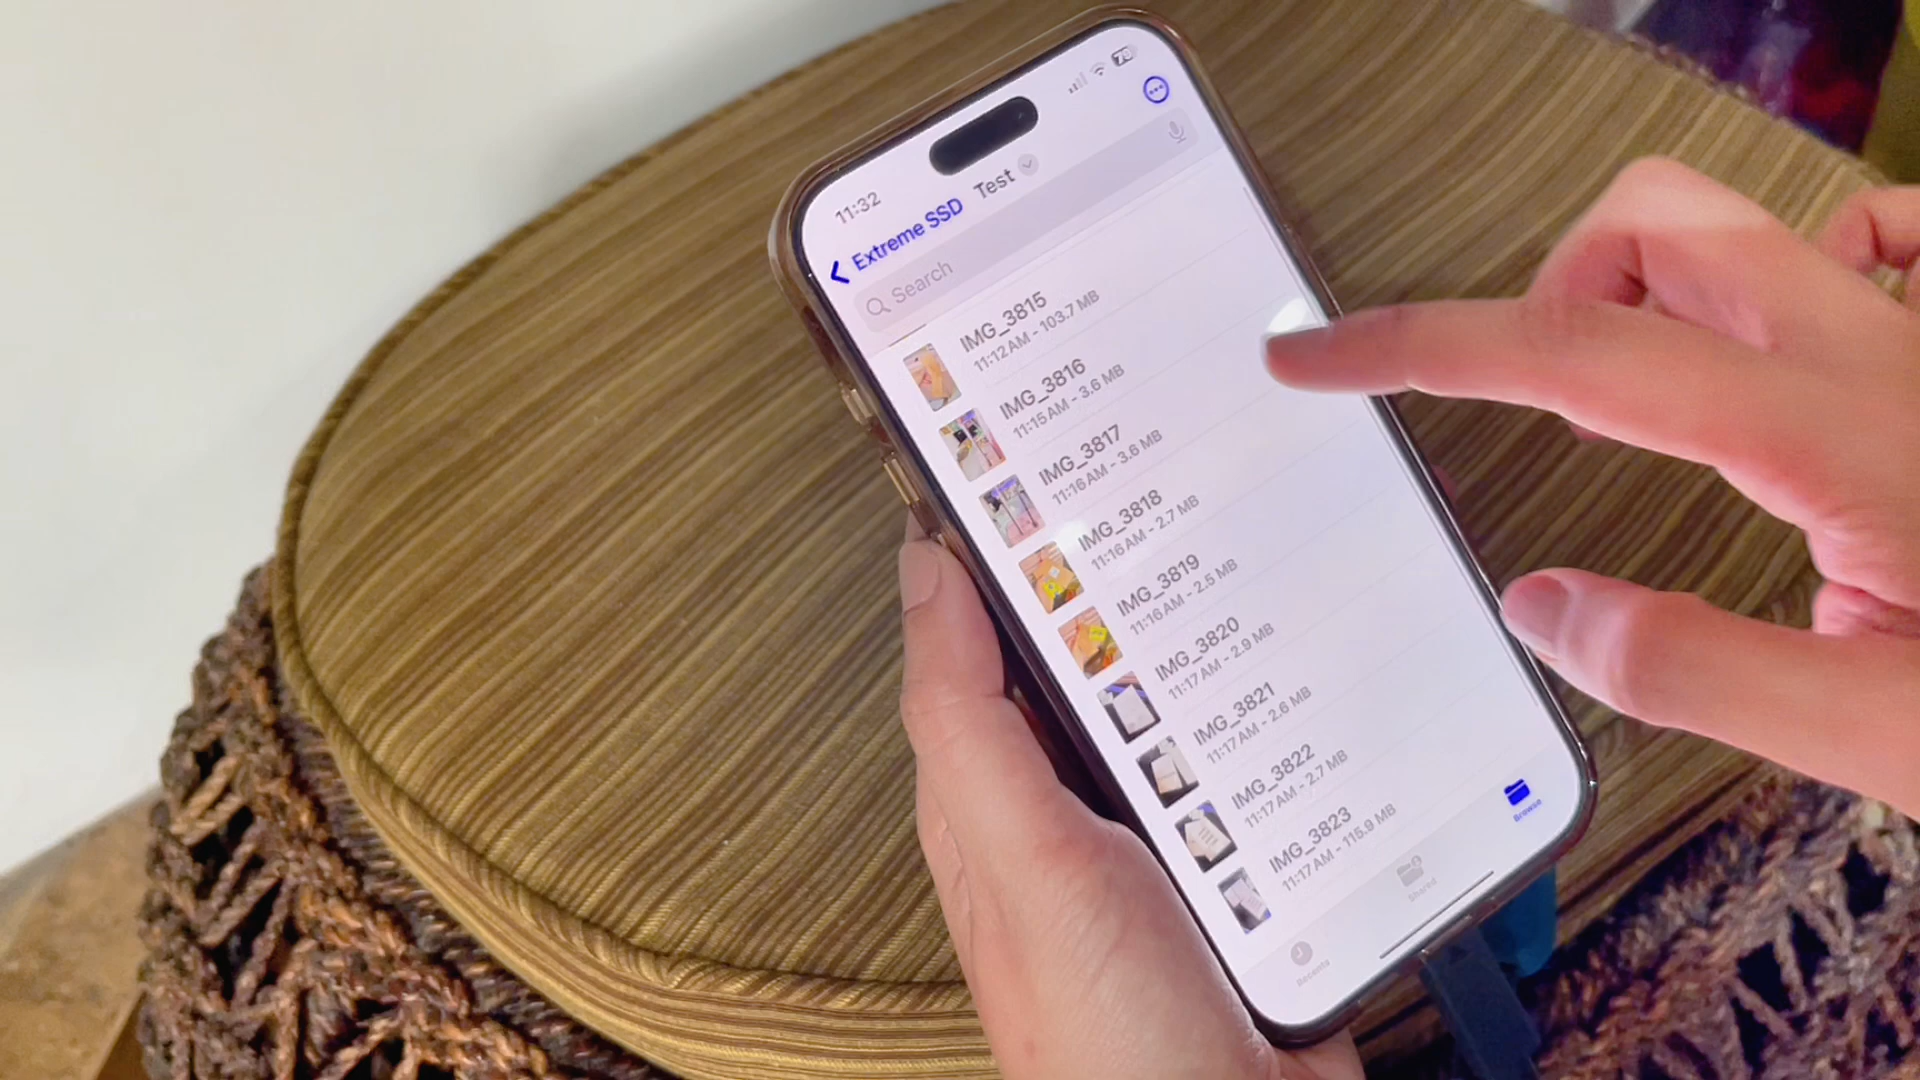 11:32
70
Extreme SSD
Test
Search
IMG_3815
11:12 AM - 103.7 MB
IMG_3816
11:15 AM - 3.6 MB
IMG_3817
11:16 AM - 3.6 MB
IMG_3818
11:16 AM - 2.7 MB
IMG_3819
11:16 AM - 2.5 MB
IMG_3820
11:17 AM - 2.9 MB
IMG_3821
11:17 AM - 2.6 MB
IMG_3822
11:17 AM - 2.7 MB
IMG_3823
11:17 AM - 115.9 MB
Recents
Shared
Browse